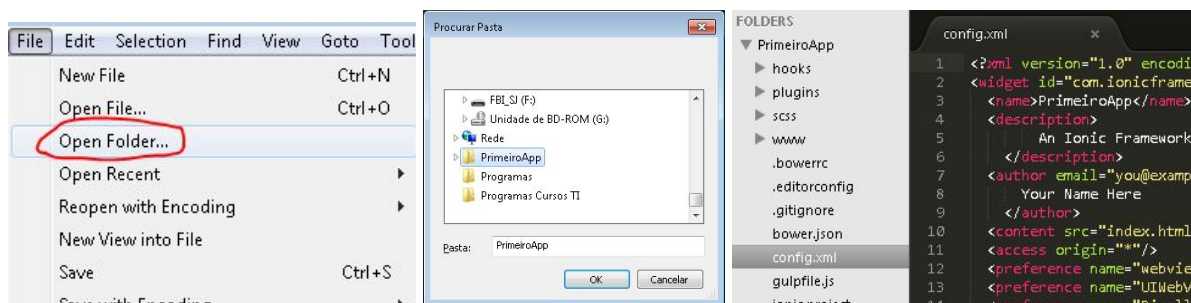 File Edit Selection Find View Goto Tool
New File Ctrl+N
Open File... Ctrl+O
Open Folder...
Open Recent
Reopen with Encoding
New View into File
Save Ctrl+S
Save with Encoding
Procurar Pasta
FBI_SJ (F:)
Unidade de BD-ROM (G:)
Rede
PrimeiroApp
Programas
Programas Cursos TI
Pasta: PrimeiroApp
OK Cancelar
FOLDERS
PrimeiroApp
hooks
plugins
scss
www
.bowerrc
.editorconfig
.gitignore
bower.json
config.xml
gulpfile.js
config.xml ×
1 <?xml version="1.0" encodi
2 <widget id="com.ionicframe
3 <name>PrimeiroApp</name>
4 <description>
5 An Ionic Framework
6 </description>
7 <author email="you@examp
8 Your Name Here
9 </author>
10 <content src="index.html
11 <access origin="*"/>
12 <preference name="webvie
13 <preference name="UIWebV